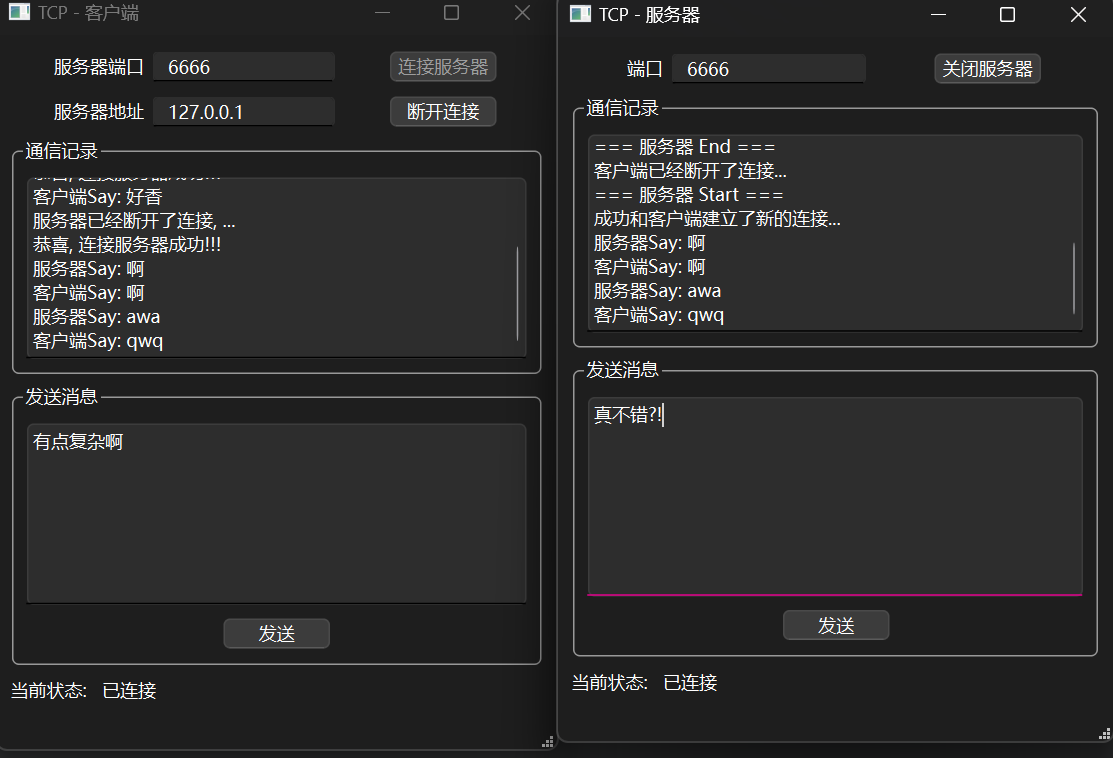 TCP - 客户端
服务器端口 6666 连接服务器
服务器地址 127.0.0.1 断开连接
通信记录
客户端Say: 好香
服务器已经断开了连接, ...
恭喜, 连接服务器成功!!!
服务器Say: 啊
客户端Say: 啊
服务器Say: awa
客户端Say: qwq
发送消息
有点复杂啊
发送
当前状态: 已连接
TCP - 服务器
端口 6666 关闭服务器
通信记录
=== 服务器 End ===
客户端已经断开了连接...
=== 服务器 Start ===
成功和客户端建立了新的连接...
服务器Say: 啊
客户端Say: 啊
服务器Say: awa
客户端Say: qwq
发送消息
真不错?!
发送
当前状态: 已连接